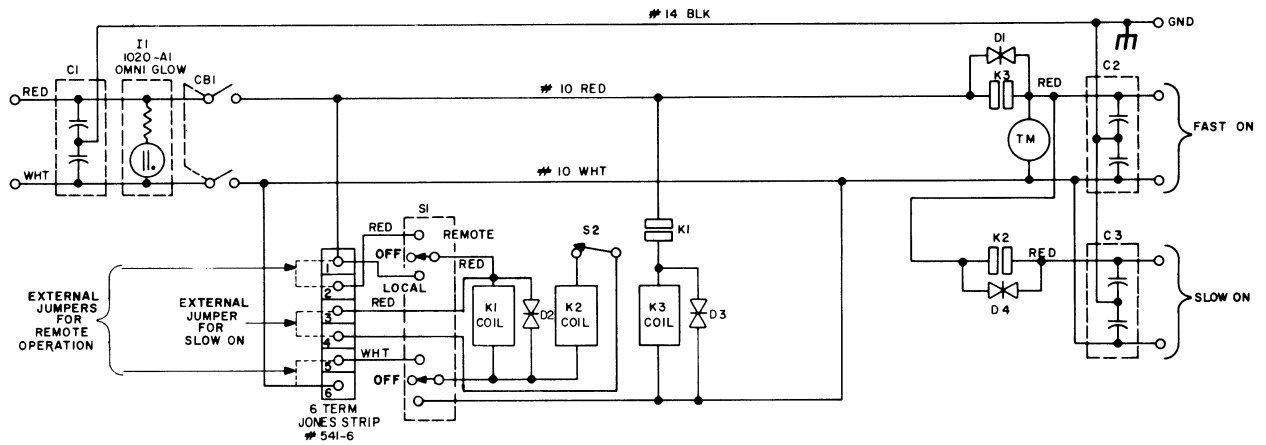 # 14 BLK
GND
I1
1020-A1
OMNI GLOW
C1
CB1
D1
K3
RED
C2
RED
# 10 RED
FAST ON
TM
WHT
# 10 WHT
S1
RED
REMOTE
S2
K1
K2
RED
C3
OFF
RED
1
LOCAL
2
SLOW ON
EXTERNAL
JUMPERS
FOR
REMOTE
OPERATION
EXTERNAL
JUMPER
FOR
SLOW ON
RED
3
4
K1
COIL
D2
K2
COIL
K3
COIL
D3
D4
WHT
5
OFF
6
6 TERM
JONES STRIP
# 541-6